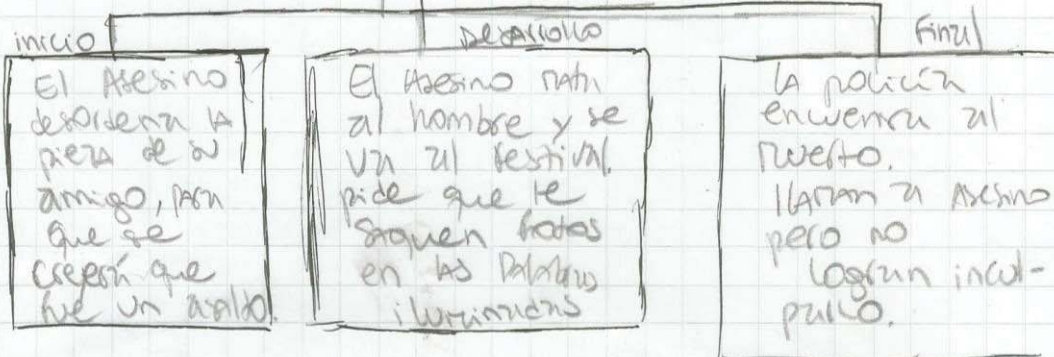 inicio
El Asesino
desordena la
pieza de su
amigo, para
que se
creyera que
fue un asalto.
Desarrollo
El Asesino mata
al hombre y se
va al festival.
pide que le
saquen fotos
en las
iluminadas
Final
La policía
encuentra al
muerto.
llaman a Asesino
pero no
logran incul-
parlo.